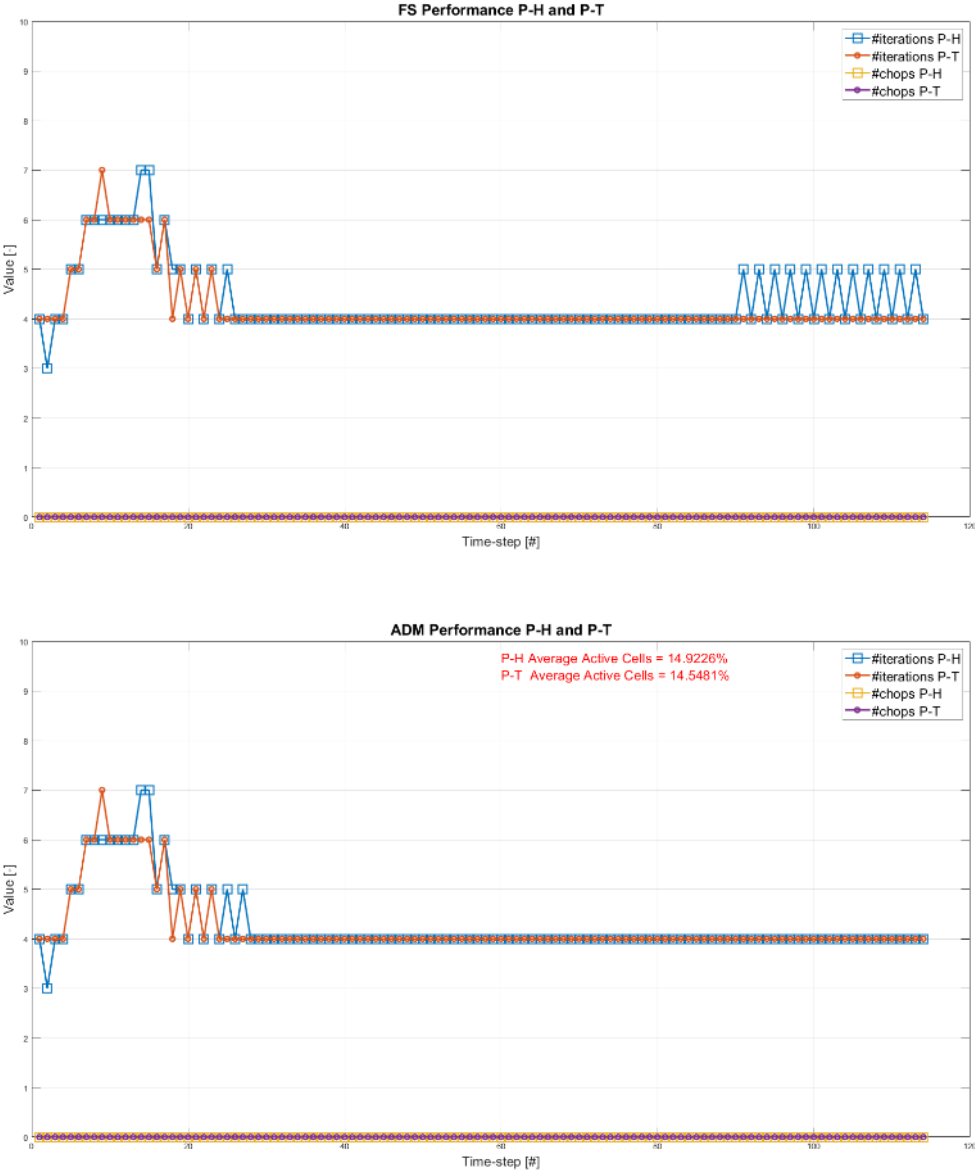 FS Performance P-H and P-T
10
9
8
7
6
5
4
3
2
1
0
Value [-]
0 20 40 60 80 100 120
Time-step [#]
#iterations P-H
#iterations P-T
#chops P-H
#chops P-T
ADM Performance P-H and P-T
P-H Average Active Cells = 14.9226%
P-T Average Active Cells = 14.5481%
10
9
8
7
6
5
4
3
2
1
0
Value [-]
0 20 40 60 80 100 120
Time-step [#]
#iterations P-H
#iterations P-T
#chops P-H
#chops P-T